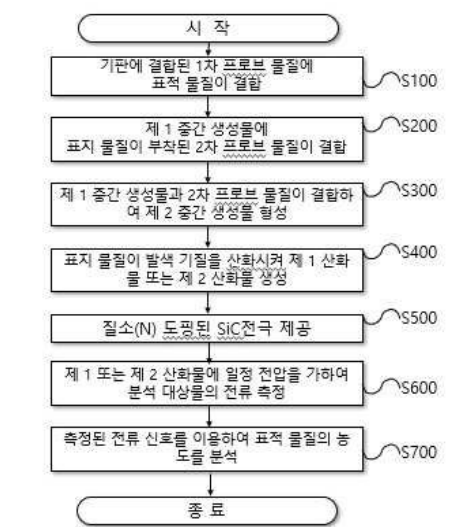 시 작
기판에 결합된 1차 프로브 물질에
표적 물질이 결합
S100
제 1 중간 생성물에
표지 물질이 부착된 2차 프로브 물질이 결합
S200
제 1 중간 생성물과 2차 프로브 물질이 결합하
여 제 2 중간 생성물 형성
S300
표지 물질이 발색 기질을 산화시켜 제 1 산화
물 또는 제 2 산화물 생성
S400
질소(N) 도핑된 SiC전극 제공
S500
제 1 또는 제 2 산화물에 일정 전압을 가하여
분석 대상물의 전류 측정
S600
측정된 전류 신호를 이용하여 표적 물질의 농
도를 분석
S700
종 료